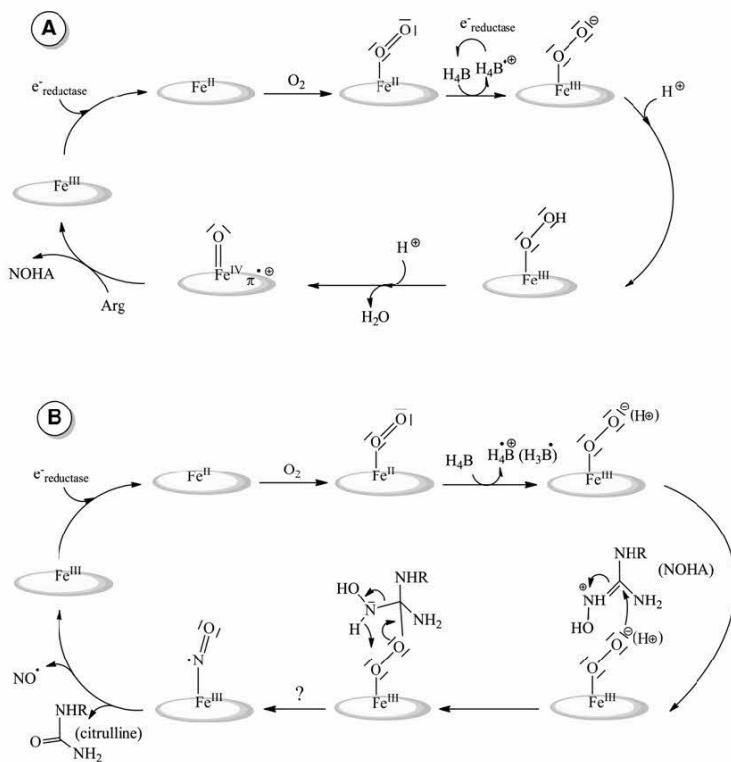 A
e⁻reductase
Fe^II
O₂
O
O
Fe^II
e⁻reductase
H₄B H₄B•⊕
O ⊖
O
Fe^III
H⊕
Fe^III
NOHA
Arg
O
Fe^IV
π•⊕
H⊕
H₂O
OH
O
Fe^III
B
e⁻reductase
Fe^II
O₂
O
O
Fe^II
H₄B H₄B•⊕ (H₃B•)
O ⊖ (H⊕)
O
Fe^III
Fe^III
NO•
NHR
O
NH₂
(citrulline)
O
•N
Fe^III
?
NHR
HO
N
H
NH₂
O
O
Fe^III
NHR
(NOHA)
⊕
NH
NH₂
HO
O ⊖ (H⊕)
O
Fe^III